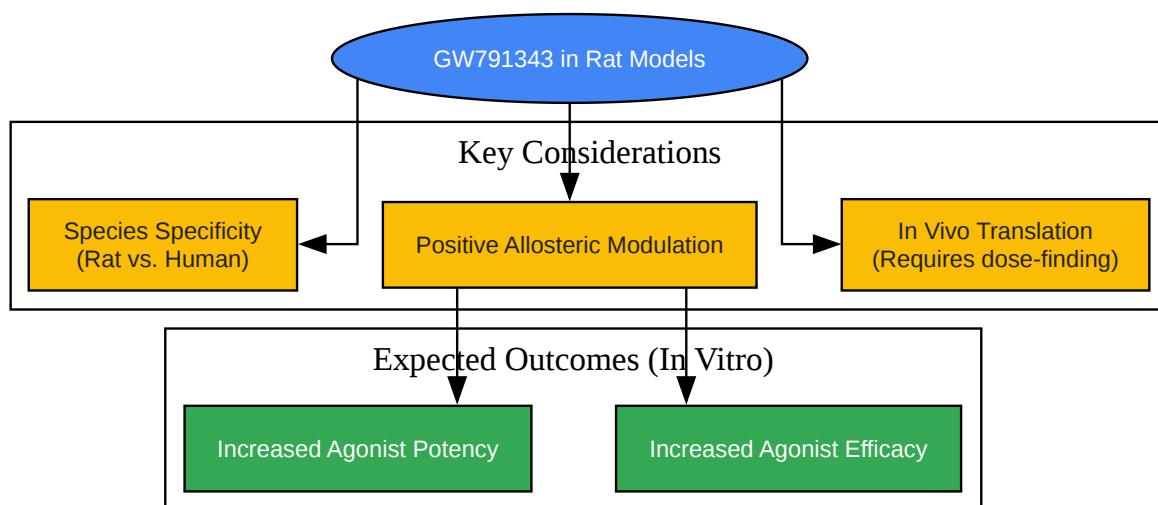 GW791343 in Rat Models
Key Considerations
Species Specificity
(Rat vs. Human)
Positive Allosteric Modulation
In Vivo Translation
(Requires dose-finding)
Expected Outcomes (In Vitro)
Increased Agonist Potency
Increased Agonist Efficacy